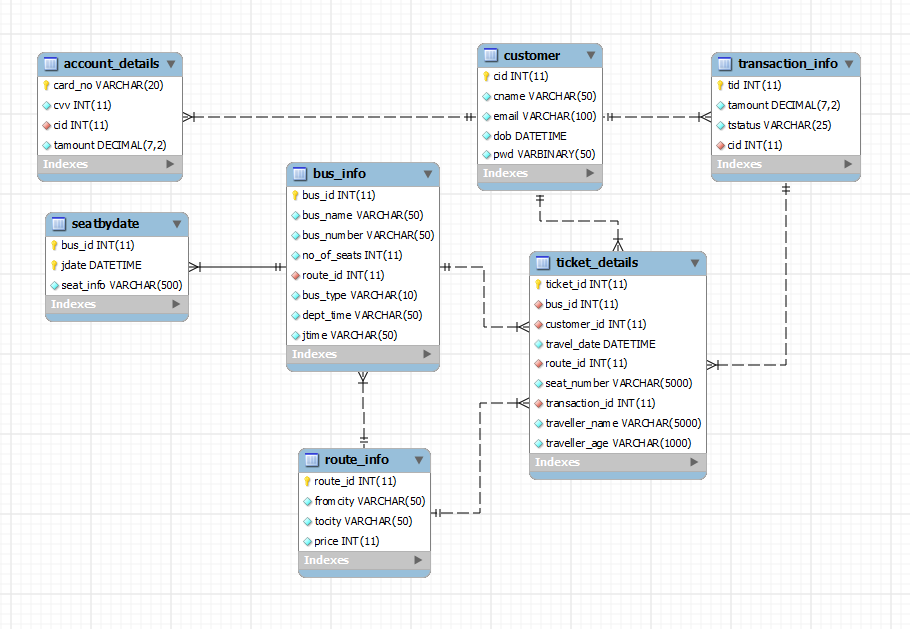 account_details
card_no VARCHAR(20)
cvv INT(11)
cid INT(11)
tamount DECIMAL(7,2)
Indexes
customer
cid INT(11)
cname VARCHAR(50)
email VARCHAR(100)
dob DATETIME
pwd VARBINARY(50)
Indexes
transaction_info
tid INT(11)
tamount DECIMAL(7,2)
tstatus VARCHAR(25)
cid INT(11)
Indexes
seatbydate
bus_id INT(11)
jdate DATETIME
seat_info VARCHAR(500)
Indexes
bus_info
bus_id INT(11)
bus_name VARCHAR(50)
bus_number VARCHAR(50)
no_of_seats INT(11)
route_id INT(11)
bus_type VARCHAR(10)
dept_time VARCHAR(50)
jtime VARCHAR(50)
Indexes
ticket_details
ticket_id INT(11)
bus_id INT(11)
customer_id INT(11)
travel_date DATETIME
route_id INT(11)
seat_number VARCHAR(5000)
transaction_id INT(11)
traveller_name VARCHAR(5000)
traveller_age VARCHAR(1000)
Indexes
route_info
route_id INT(11)
fromcity VARCHAR(50)
tocity VARCHAR(50)
price INT(11)
Indexes